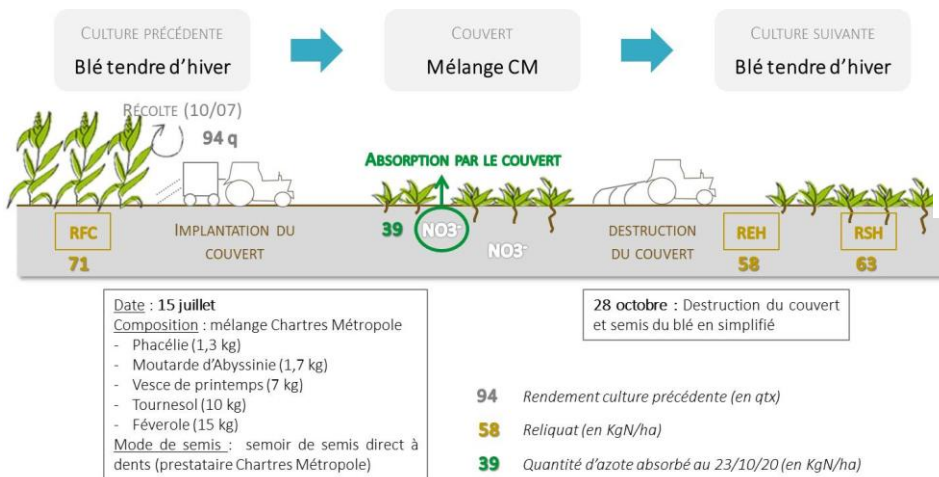 CULTURE PRÉCÉDENTE
Blé tendre d'hiver
COUVERT
Mélange CM
CULTURE SUIVANTE
Blé tendre d'hiver
RÉCOLTE (10/07)
94 q
ABSORPTION PAR LE COUVERT
RFC
71
IMPLANTATION DU
COUVERT
39
NO3-
NO3-
DESTRUCTION
DU COUVERT
REH
58
RSH
63
Date : 15 juillet
Composition : mélange Chartres Métropole
- Phacélie (1,3 kg)
- Moutarde d'Abyssinie (1,7 kg)
- Vesce de printemps (7 kg)
- Tournesol (10 kg)
- Féverole (15 kg)
Mode de semis : semoir de semis direct à
dents (prestataire Chartres Métropole)
28 octobre : Destruction du couvert
et semis du blé en simplifié
94 Rendement culture précédente (en qtx)
58 Reliquat (en KgN/ha)
39 Quantité d'azote absorbé au 23/10/20 (en KgN/ha)